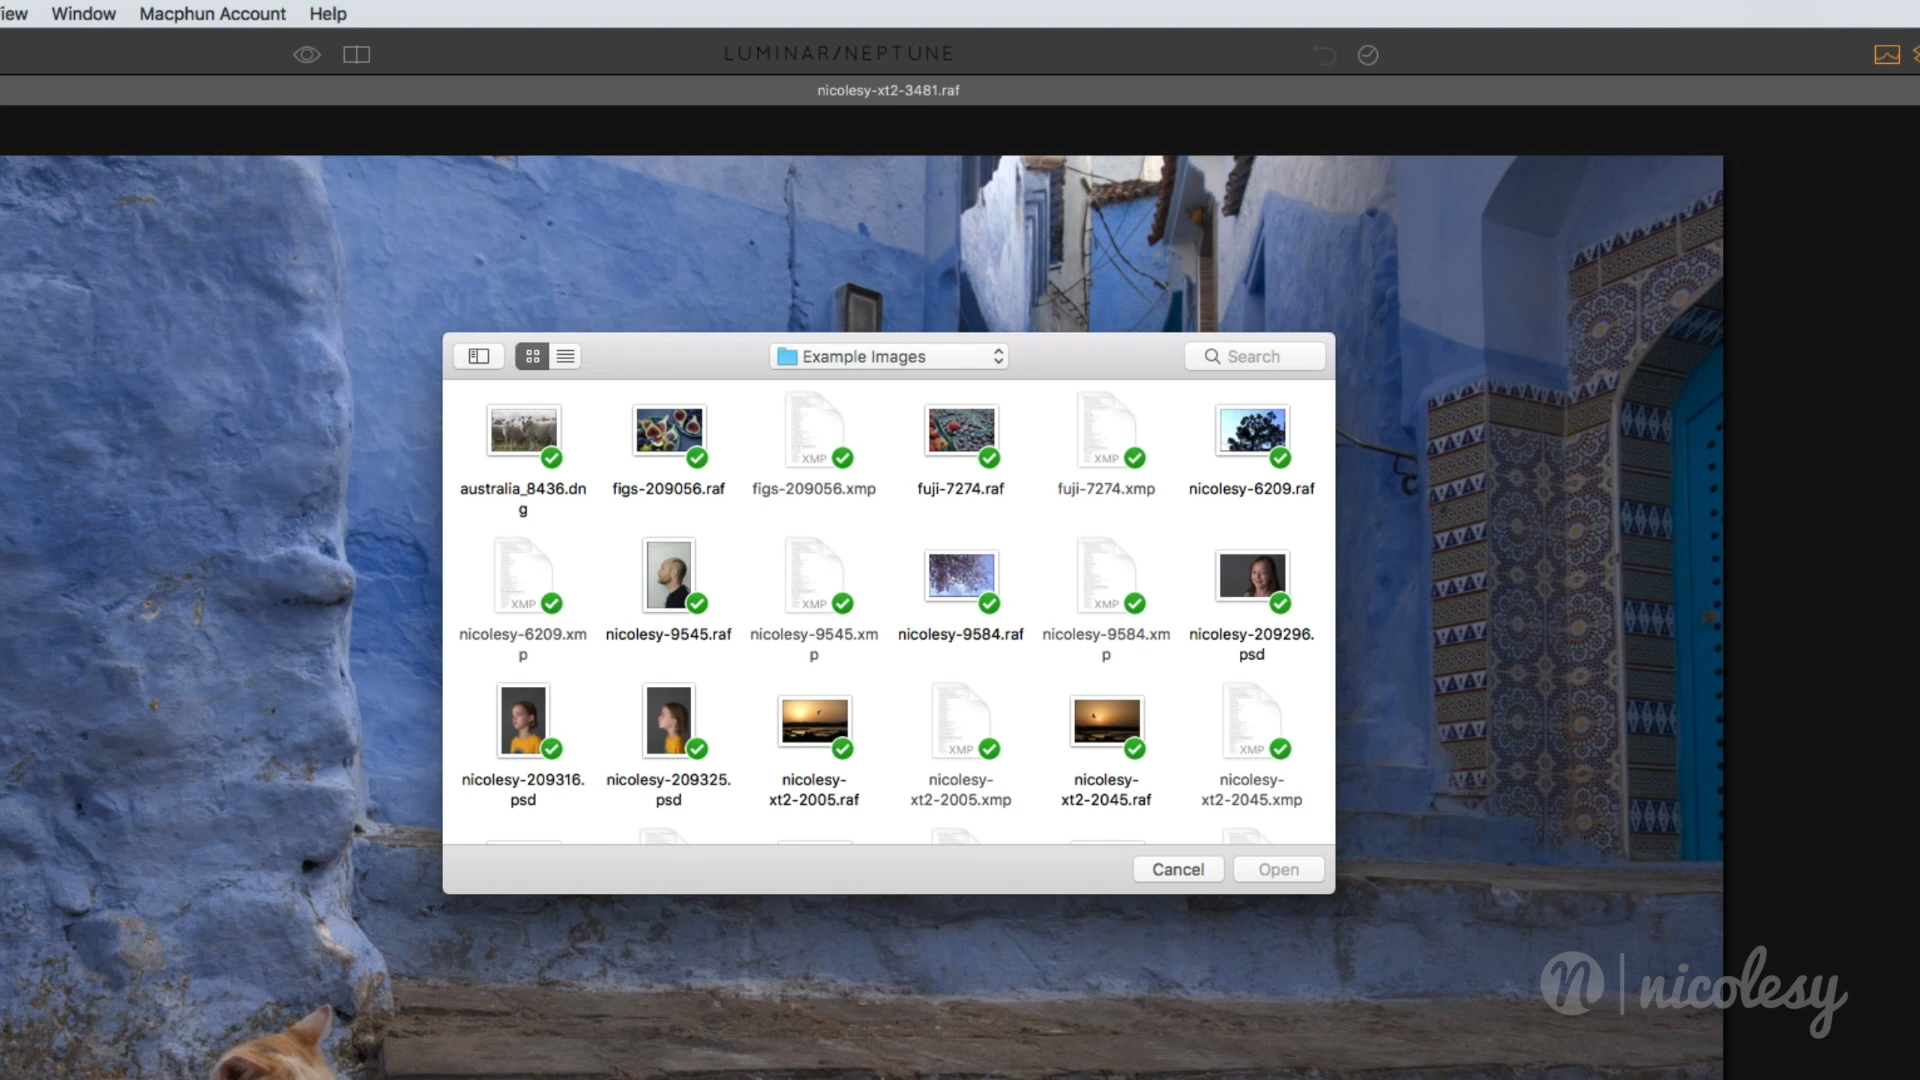 iew Window Macphun Account Help
LUMINAR/NEPTUNE
nicolesy-xt2-3481.raf
Example Images
Search
XMP
XMP
australia_8436.dn
g
figs-209056.raf
figs-209056.xmp
fuji-7274.raf
fuji-7274.xmp
nicolesy-6209.raf
XMP
XMP
XMP
nicolesy-6209.xm
p
nicolesy-9545.raf
nicolesy-9545.xm
p
nicolesy-9584.raf
nicolesy-9584.xm
p
nicolesy-209296.
psd
XMP
XMP
nicolesy-209316.
psd
nicolesy-209325.
psd
nicolesy-
xt2-2005.raf
nicolesy-
xt2-2005.xmp
nicolesy-
xt2-2045.raf
nicolesy-
xt2-2045.xmp
Cancel Open
n | nicolesy